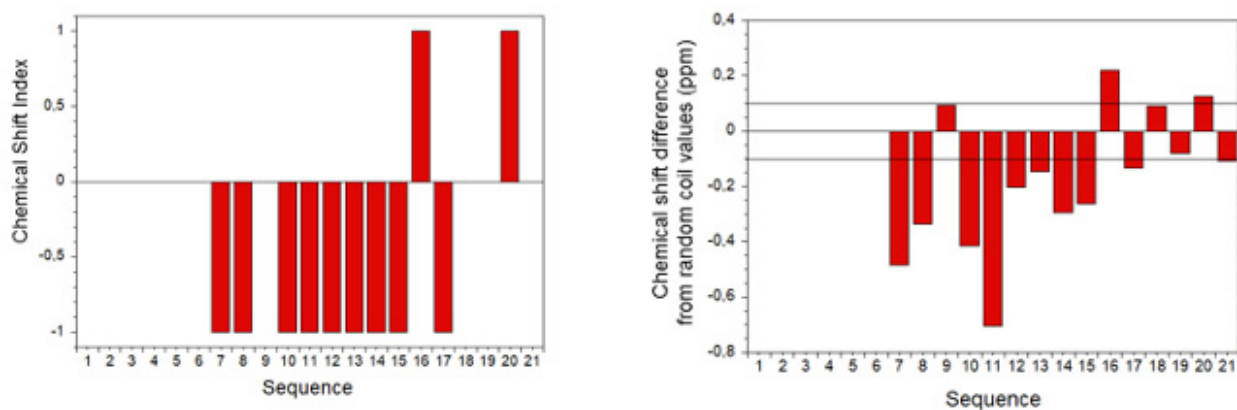 Chemical Shift Index
1
0,5
0
-0,5
-1
1 2 3 4 5 6 7 8 9 10 11 12 13 14 15 16 17 18 19 20 21
Sequence
Chemical shift difference
from random coil values (ppm)
0,4
0,2
0
-0,2
-0,4
-0,6
-0,8
1 2 3 4 5 6 7 8 9 10 11 12 13 14 15 16 17 18 19 20 21
Sequence